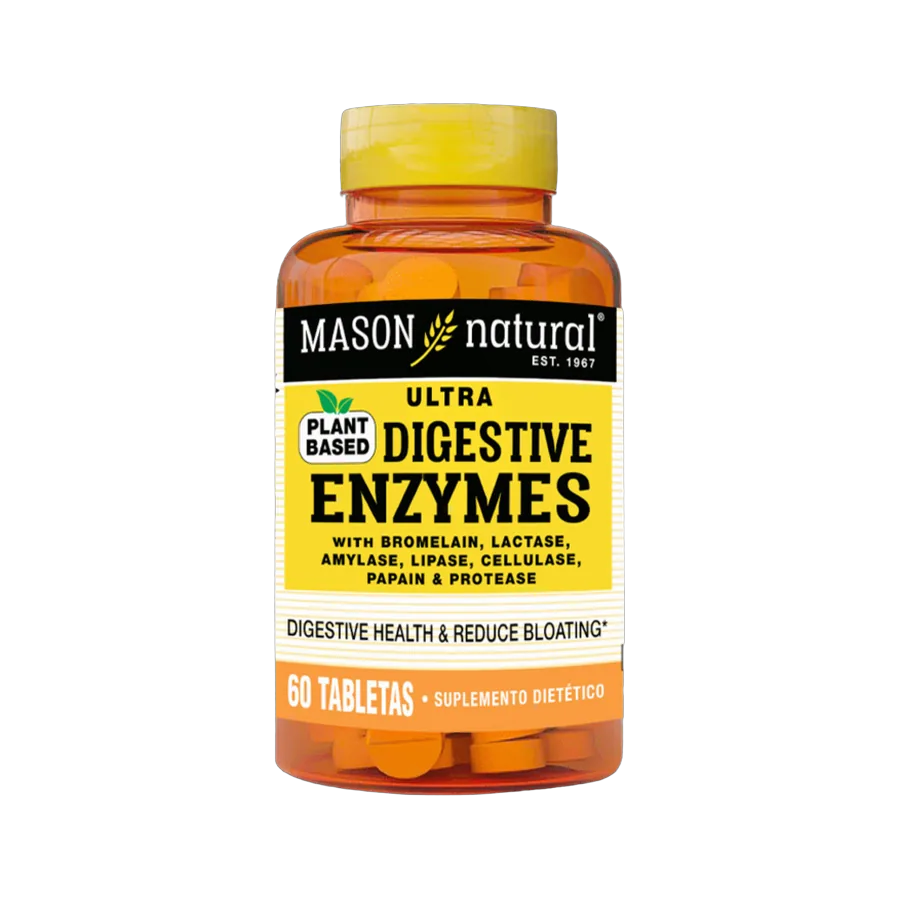 MASON natural®
EST. 1967
ULTRA
PLANT
BASED
DIGESTIVE
ENZYMES
WITH BROMELAIN, LACTASE,
AMYLASE, LIPASE, CELLULASE,
PAPAIN & PROTEASE
DIGESTIVE HEALTH & REDUCE BLOATING*
60 TABLETAS • SUPLEMENTO DIETÉTICO